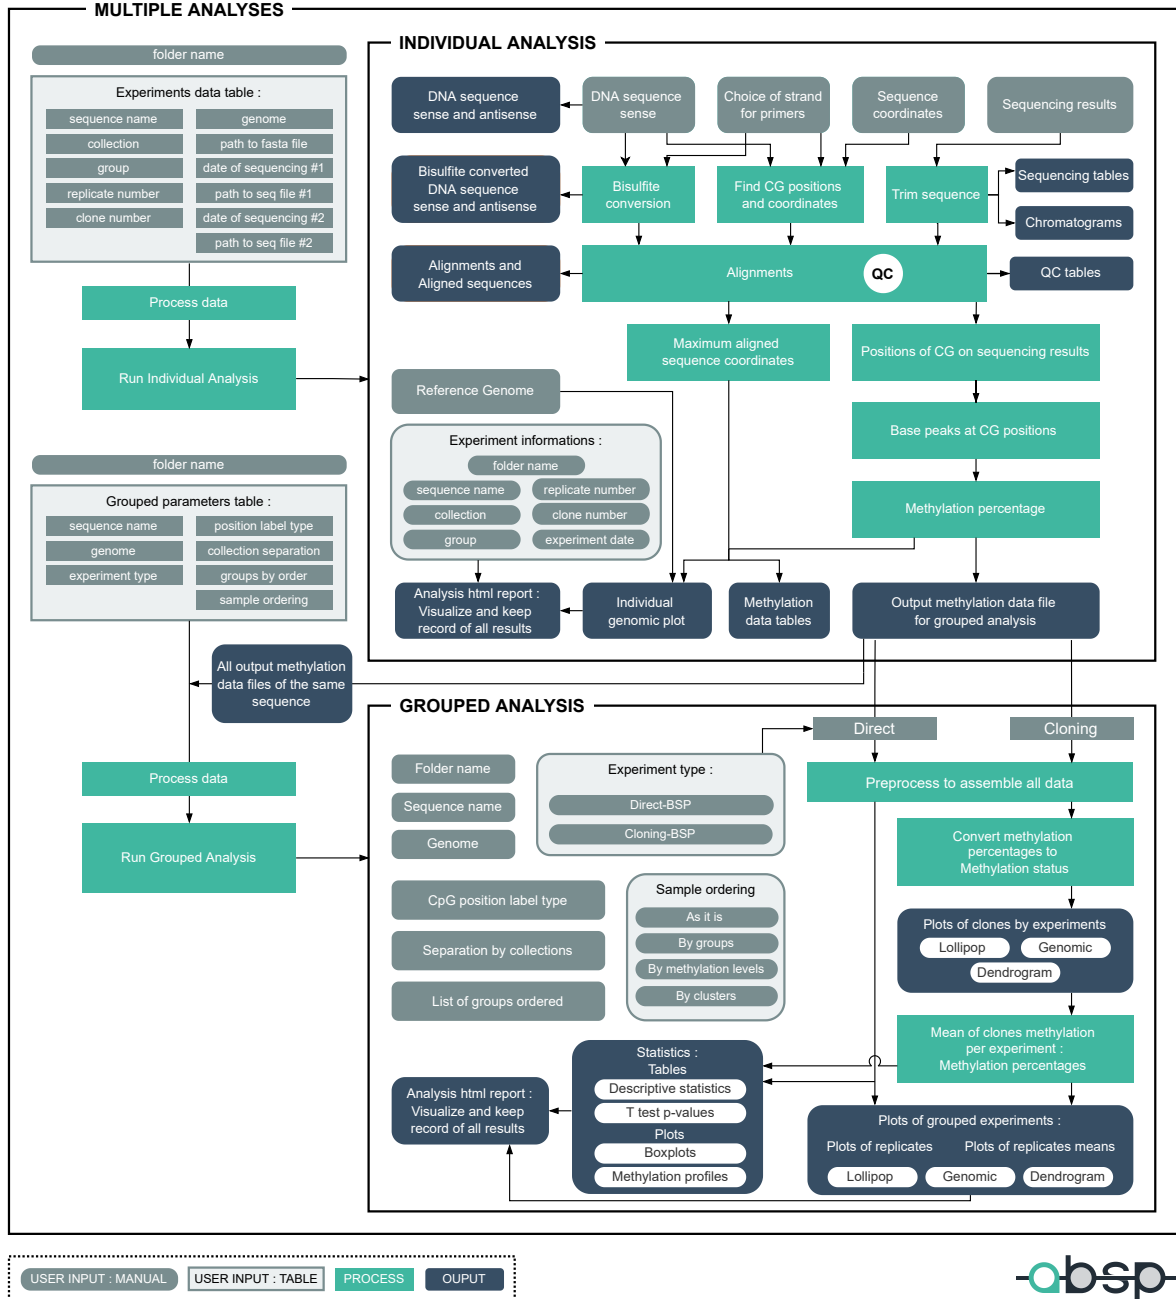 MULTIPLE ANALYSES
folder name
Experiments data table :
sequence name
genome
collection
path to fasta file
group
date of sequencing #1
replicate number
path to seq file #1
clone number
date of sequencing #2
path to seq file #2
Process data
Run Individual Analysis
INDIVIDUAL ANALYSIS
DNA sequence
sense and antisense
DNA sequence
sense
Choice of strand
for primers
Sequence
coordinates
Sequencing results
Bisulfite converted
DNA sequence
sense and antisense
Bisulfite
conversion
Find CG positions
and coordinates
Trim sequence
Sequencing tables
Chromatograms
Alignments and
Aligned sequences
Alignments
QC
QC tables
Maximum aligned
sequence coordinates
Positions of CG on sequencing results
Reference Genome
Base peaks at CG positions
Experiment informations :
folder name
sequence name
replicate number
collection
clone number
group
experiment date
Methylation percentage
Analysis html report :
Visualize and keep
record of all results
Individual
genomic plot
Methylation
data tables
Output methylation data file
for grouped analysis
folder name
Grouped parameters table :
sequence name
position label type
genome
collection separation
experiment type
groups by order
sample ordering
All output methylation
data files of the same
sequence
Process data
Run Grouped Analysis
GROUPED ANALYSIS
Direct
Cloning
Folder name
Sequence name
Genome
Experiment type :
Direct-BSP
Cloning-BSP
Preprocess to assemble all data
Convert methylation
percentages to
Methylation status
CpG position label type
Separation by collections
List of groups ordered
Sample ordering
As it is
By groups
By methylation levels
By clusters
Plots of clones by experiments
Lollipop
Genomic
Dendrogram
Mean of clones methylation
per experiment :
Methylation percentages
Statistics :
Tables
Descriptive statistics
T test p-values
Plots
Boxplots
Methylation profiles
Analysis html report :
Visualize and keep
record of all results
Plots of grouped experiments :
Plots of replicates
Plots of replicates means
Lollipop
Genomic
Dendrogram
USER INPUT : MANUAL
USER INPUT : TABLE
PROCESS
OUPUT
absp